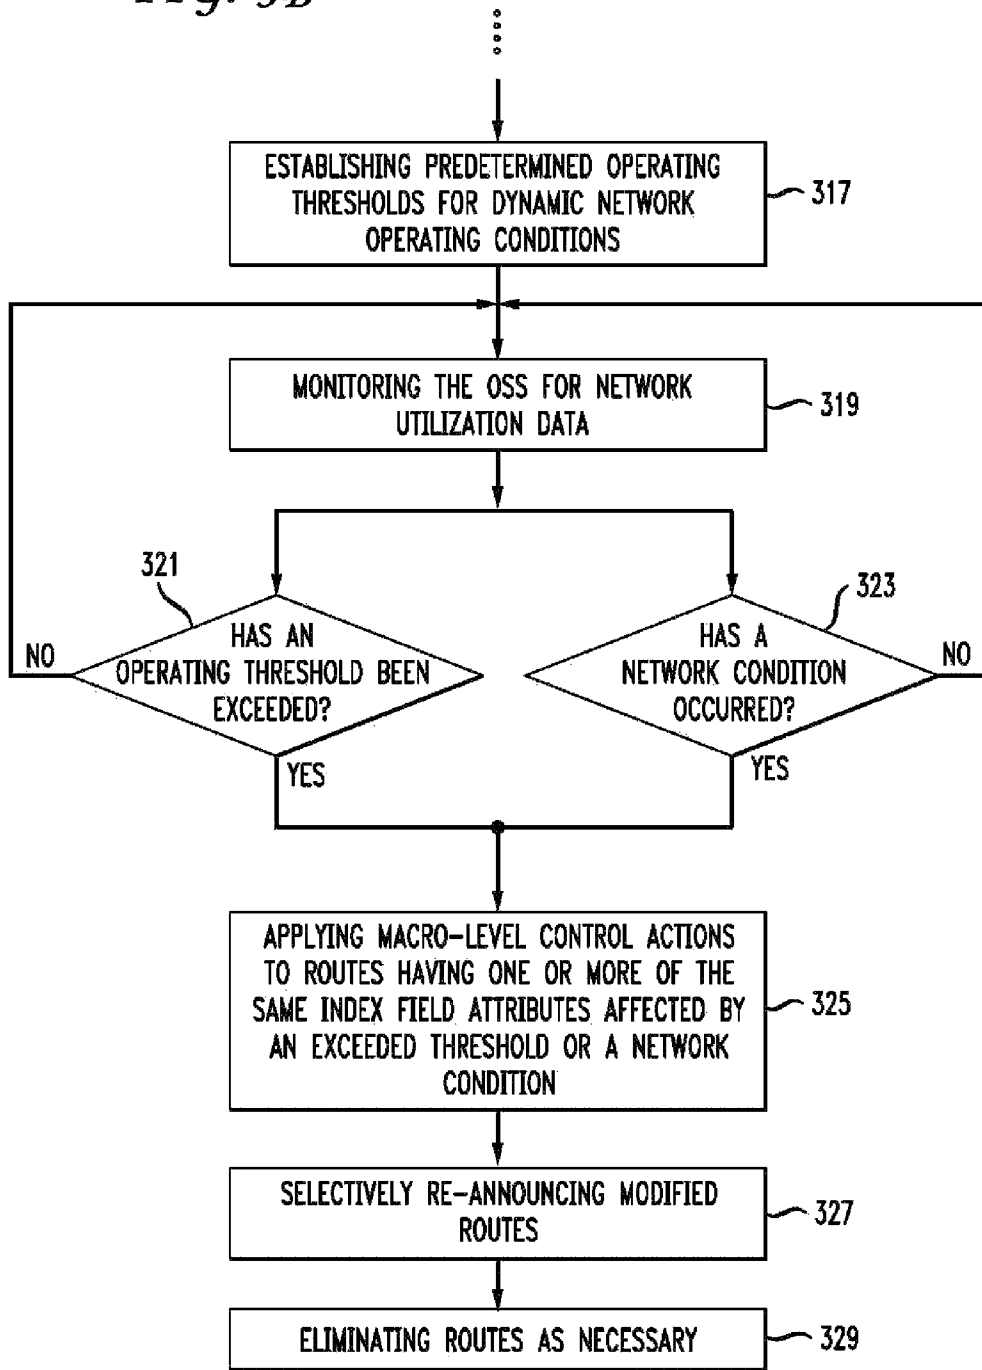 Fig. 3B
ESTABLISHING PREDETERMINED OPERATING
THRESHOLDS FOR DYNAMIC NETWORK
OPERATING CONDITIONS
317
MONITORING THE OSS FOR NETWORK
UTILIZATION DATA
319
321
323
HAS AN
OPERATING THRESHOLD BEEN
EXCEEDED?
NO
YES
HAS A
NETWORK CONDITION
OCCURRED?
NO
YES
APPLYING MACRO-LEVEL CONTROL ACTIONS
TO ROUTES HAVING ONE OR MORE OF THE
SAME INDEX FIELD ATTRIBUTES AFFECTED BY
AN EXCEEDED THRESHOLD OR A NETWORK
CONDITION
325
SELECTIVELY RE-ANNOUNCING MODIFIED
ROUTES
327
ELIMINATING ROUTES AS NECESSARY
329